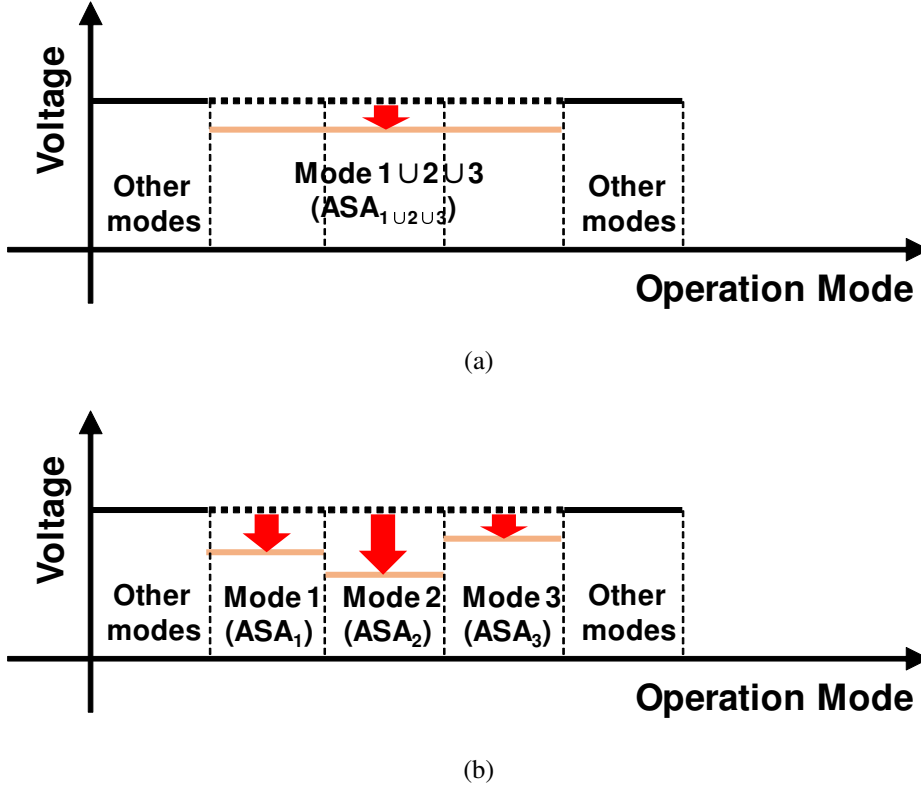 Voltage
Other
modes
Mode 1 ∪ 2 ∪ 3
(ASA₁∪₂∪₃)
Other
modes
Operation Mode
(a)
Voltage
Other
modes
Mode 1
(ASA₁)
Mode 2
(ASA₂)
Mode 3
(ASA₃)
Other
modes
Operation Mode
(b)